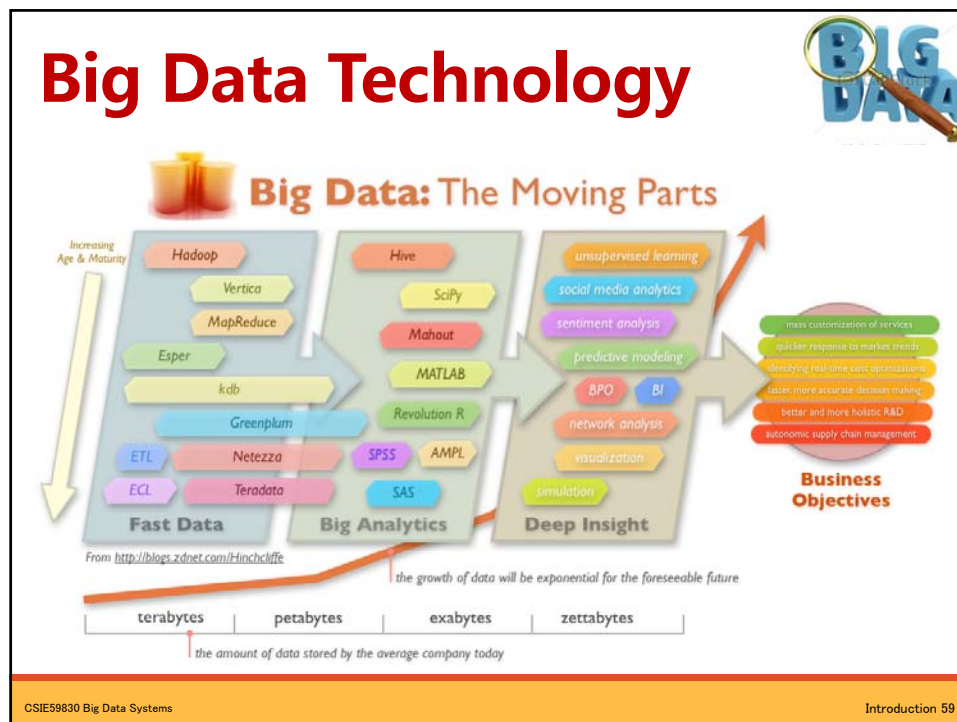 Big Data Technology
BIG
DATA
Big Data: The Moving Parts
Increasing
Age & Maturity
Hadoop
Vertica
MapReduce
Esper
kdb
Greenplum
ETL
Netezza
ECL
Teradata
Fast Data
Hive
SciPy
Mahout
MATLAB
Revolution R
SPSS
AMPL
SAS
Big Analytics
unsupervised learning
social media analytics
sentiment analysis
predictive modeling
BPO
BI
network analysis
visualization
simulation
Deep Insight
mass customization of services
quicker response to market trends
identifying real-time cost optimizations
faster, more accurate decision making
better and more holistic R&D
autonomic supply chain management
Business
Objectives
From http://blogs.zdnet.com/Hinchcliffe
the growth of data will be exponential for the foreseeable future
terabytes petabytes exabytes zettabytes
the amount of data stored by the average company today
CSIE59830 Big Data Systems
Introduction 59